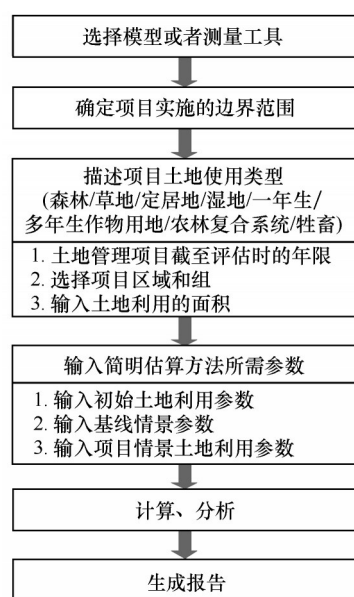 选择模型或者测量工具
确定项目实施的边界范围
描述项目土地使用类型
(森林/草地/定居地/湿地/一年生/
多年生作物用地/农林复合系统/牲畜)
1. 土地管理项目截至评估时的年限
2. 选择项目区域和组
3. 输入土地利用的面积
输入简明估算方法所需参数
1. 输入初始土地利用参数
2. 输入基线情景参数
3. 输入项目情景土地利用参数
计算、分析
生成报告